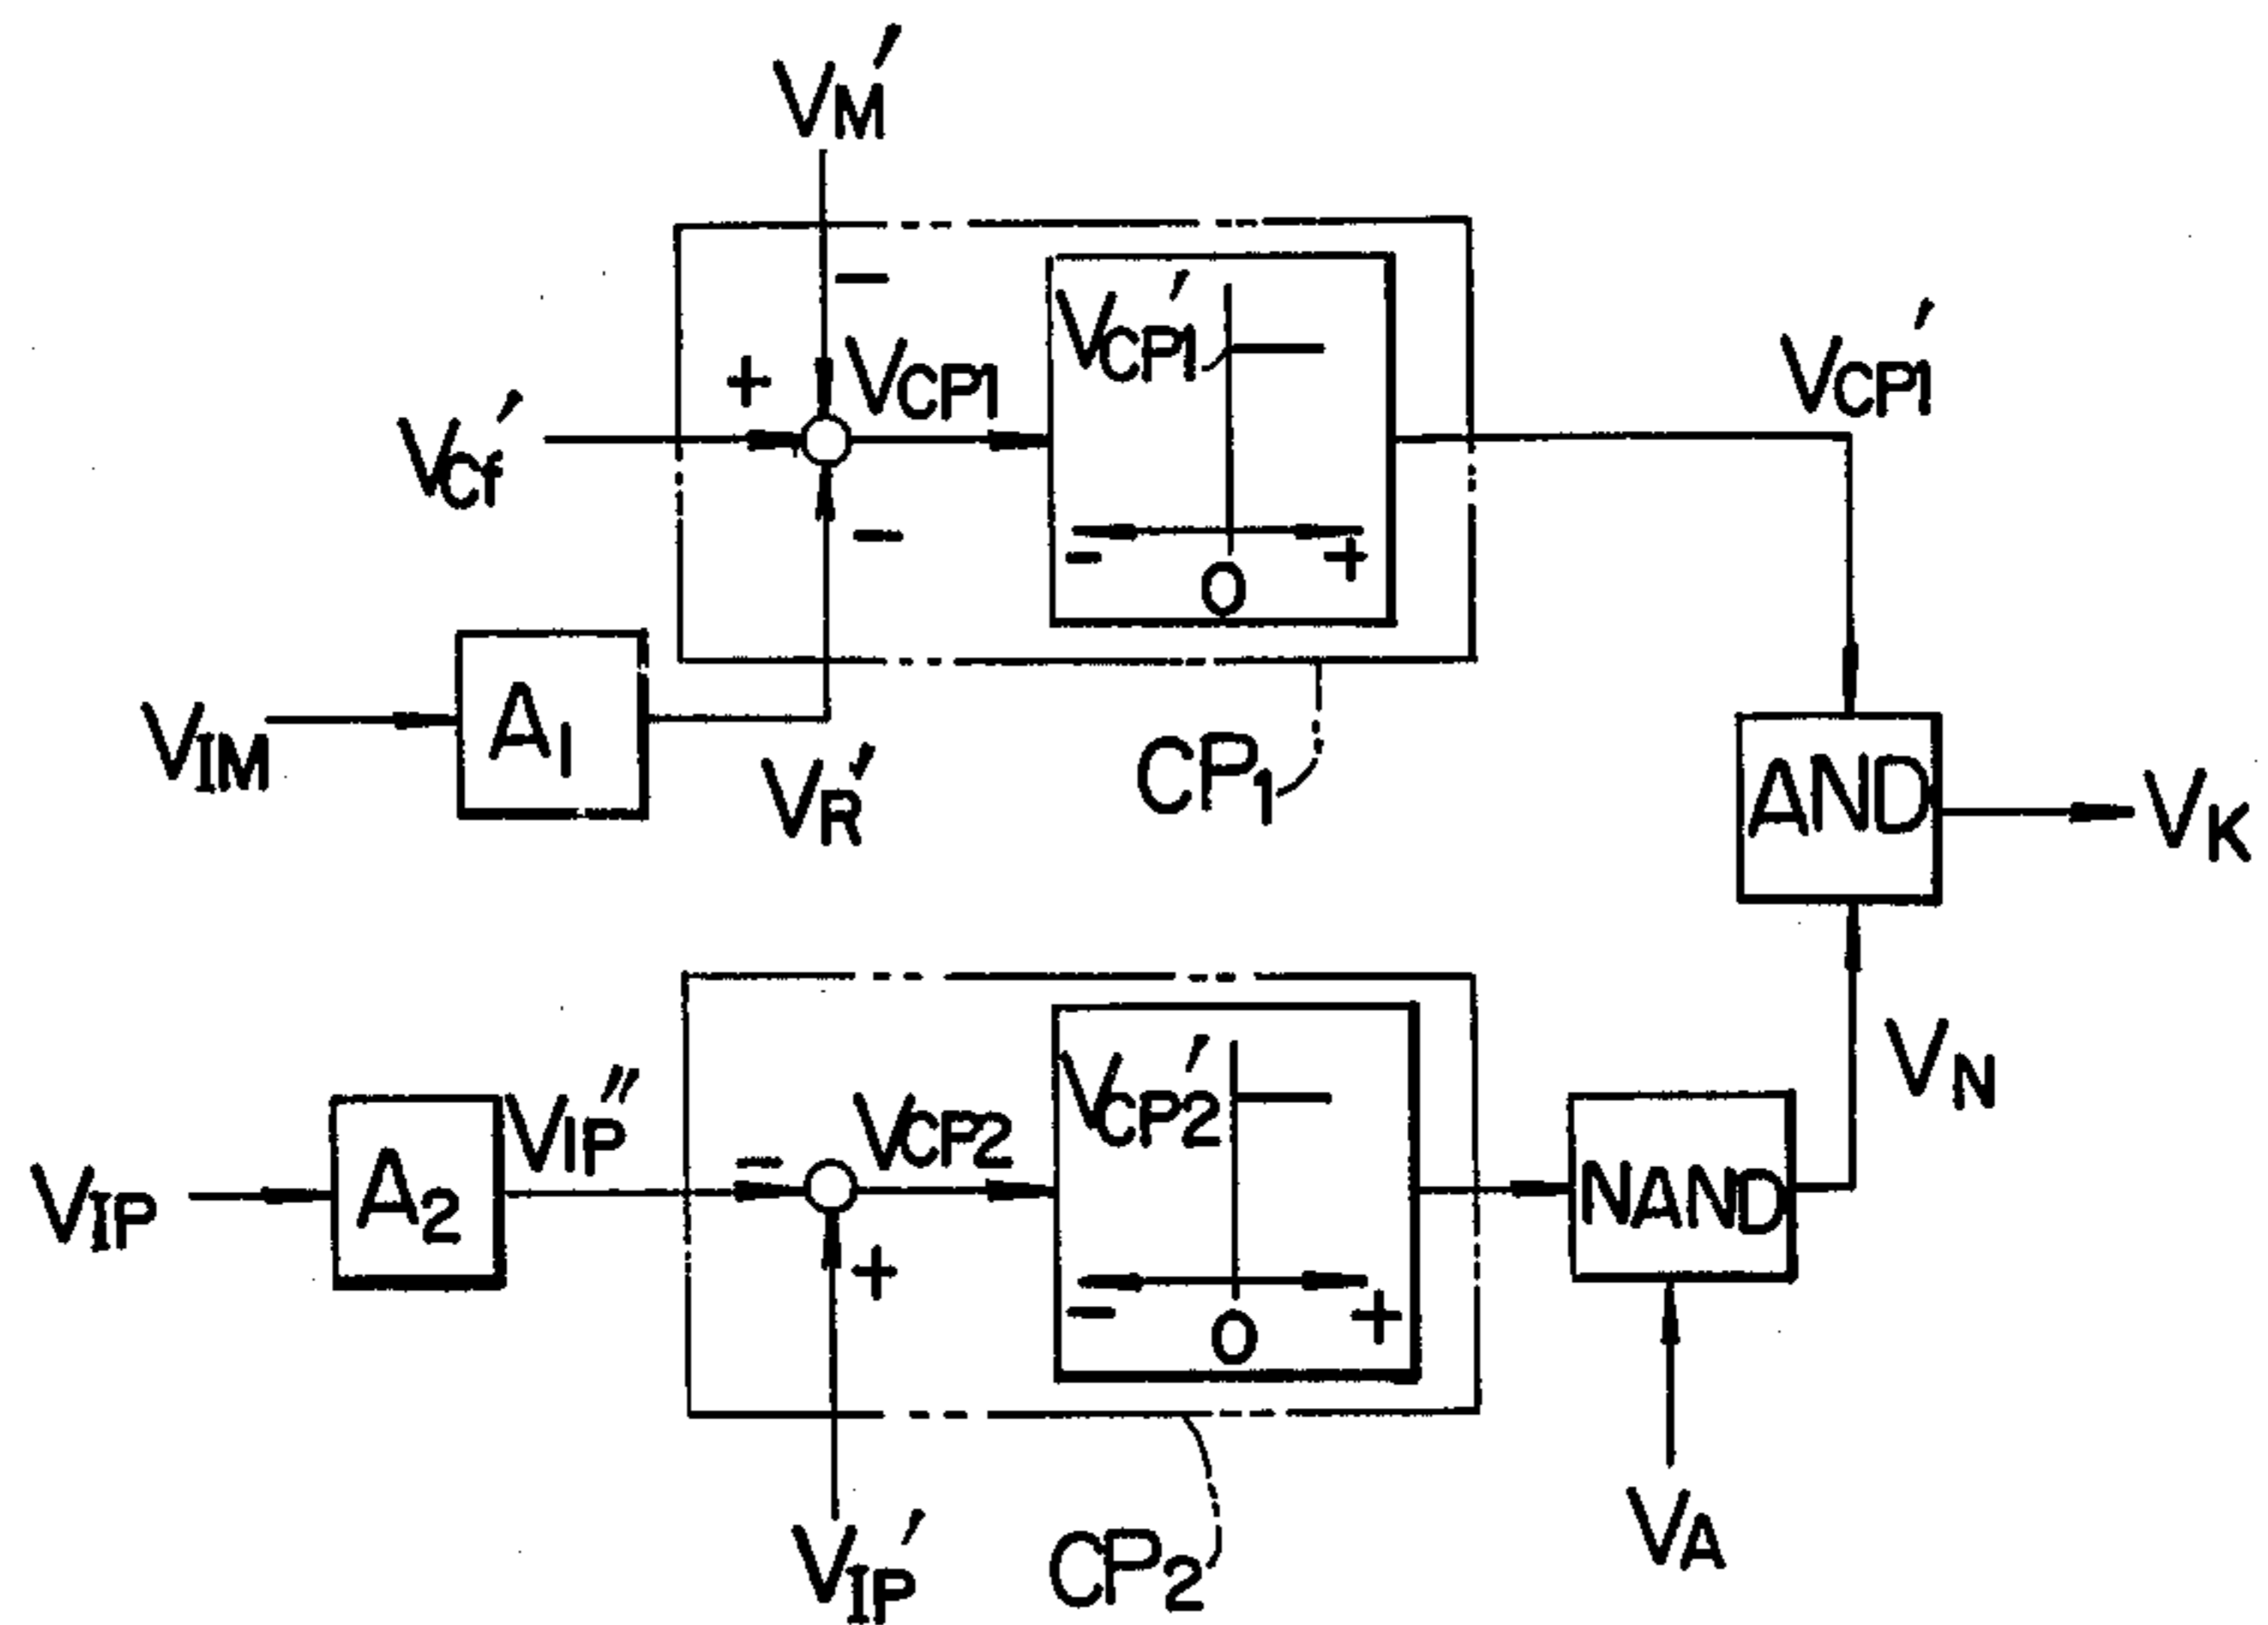 VM'
−
VCP1'
+
VCP1
VCP1'
VCf'
−
− +
0
A1
VIM
VR'
CP1
AND
VK
VN
VIP"
VCP2
VCP2'
−
A2
VIP
NAND
+
− +
0
VA
VIP'
CP2